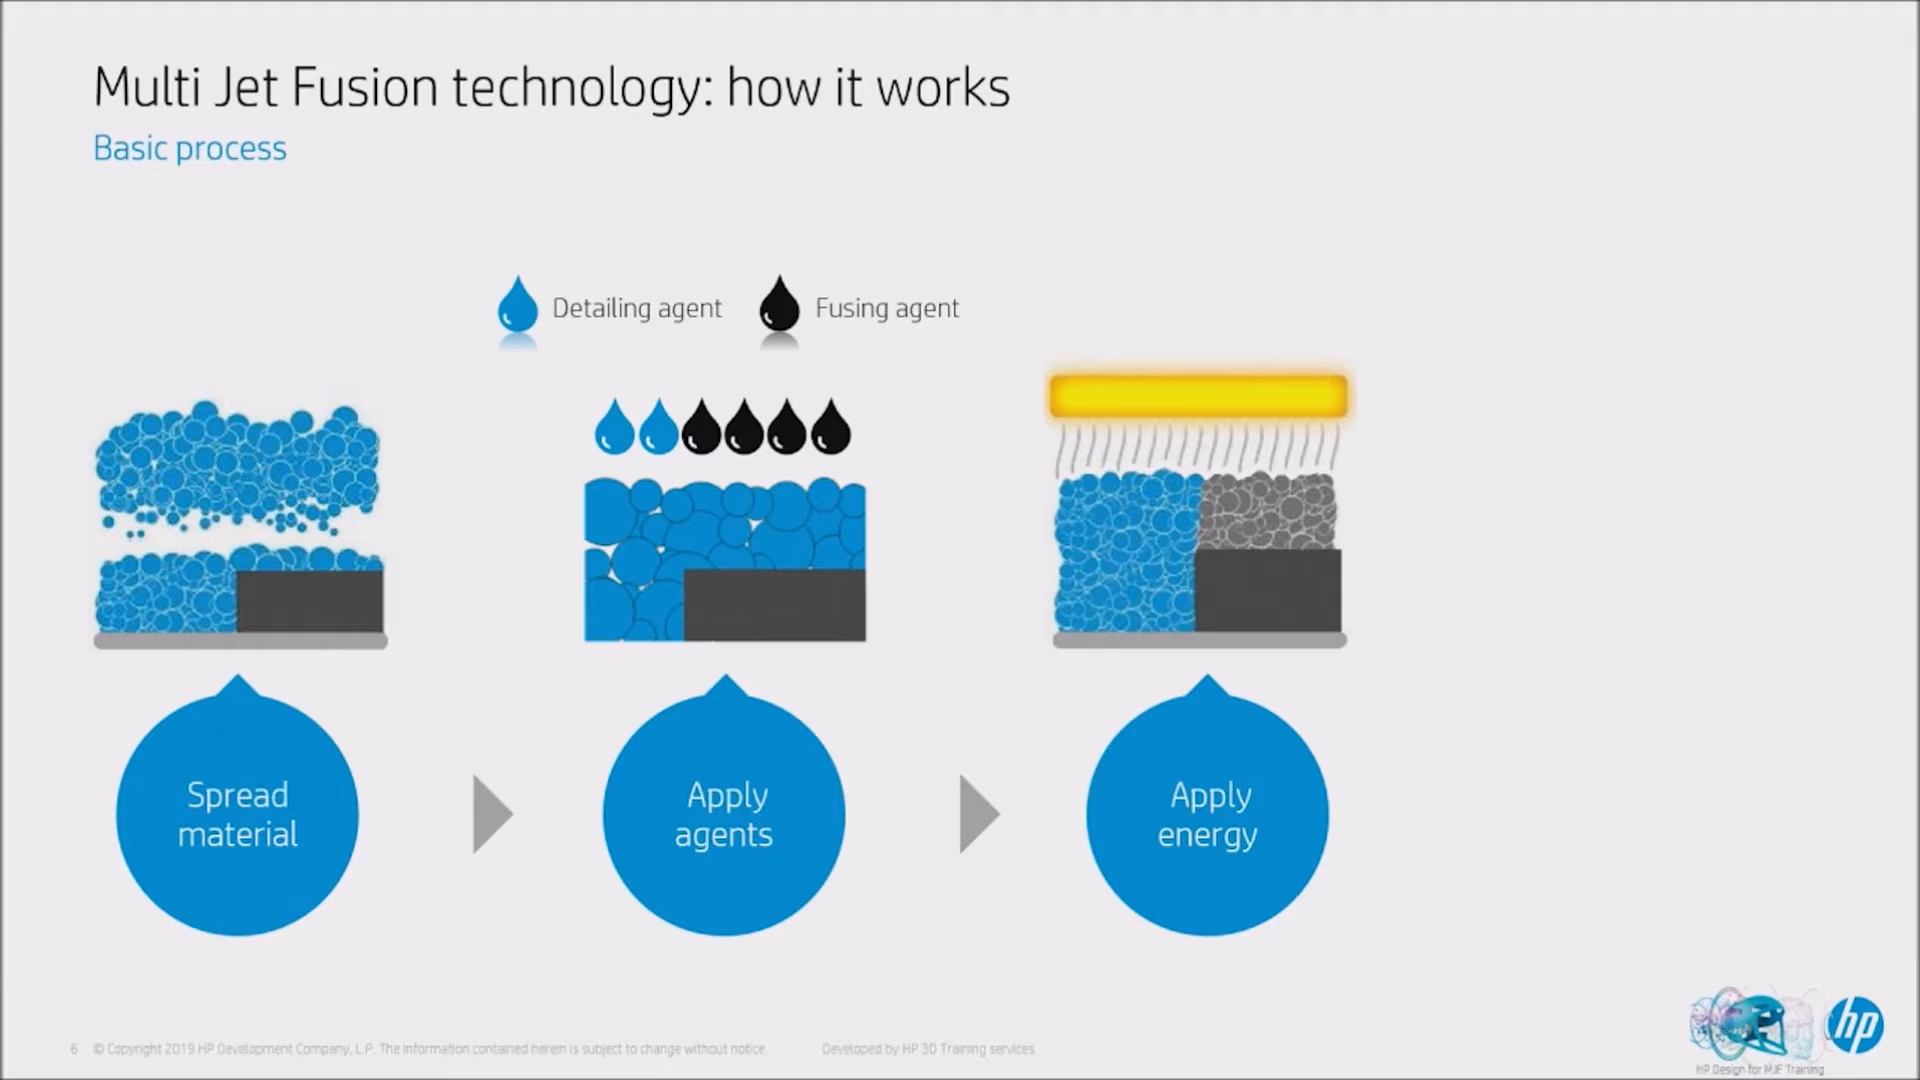 Multi Jet Fusion technology: how it works
Basic process
Detailing agent
Fusing agent
Spread
material
Apply
agents
Apply
energy
6 © Copyright 2019 HP Development Company, L.P. The information contained herein is subject to change without notice.
Developed by HP 3D Training services
hp
HP Design for MJF Training